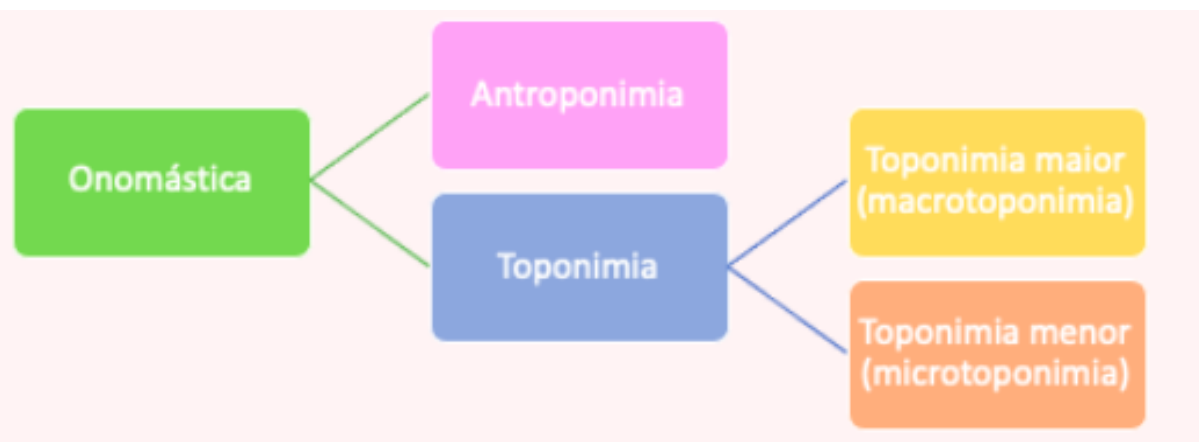 Onomástica
Antroponimia
Toponimia
Toponimia maior
(macrotoponimia)
Toponimia menor
(microtoponimia)